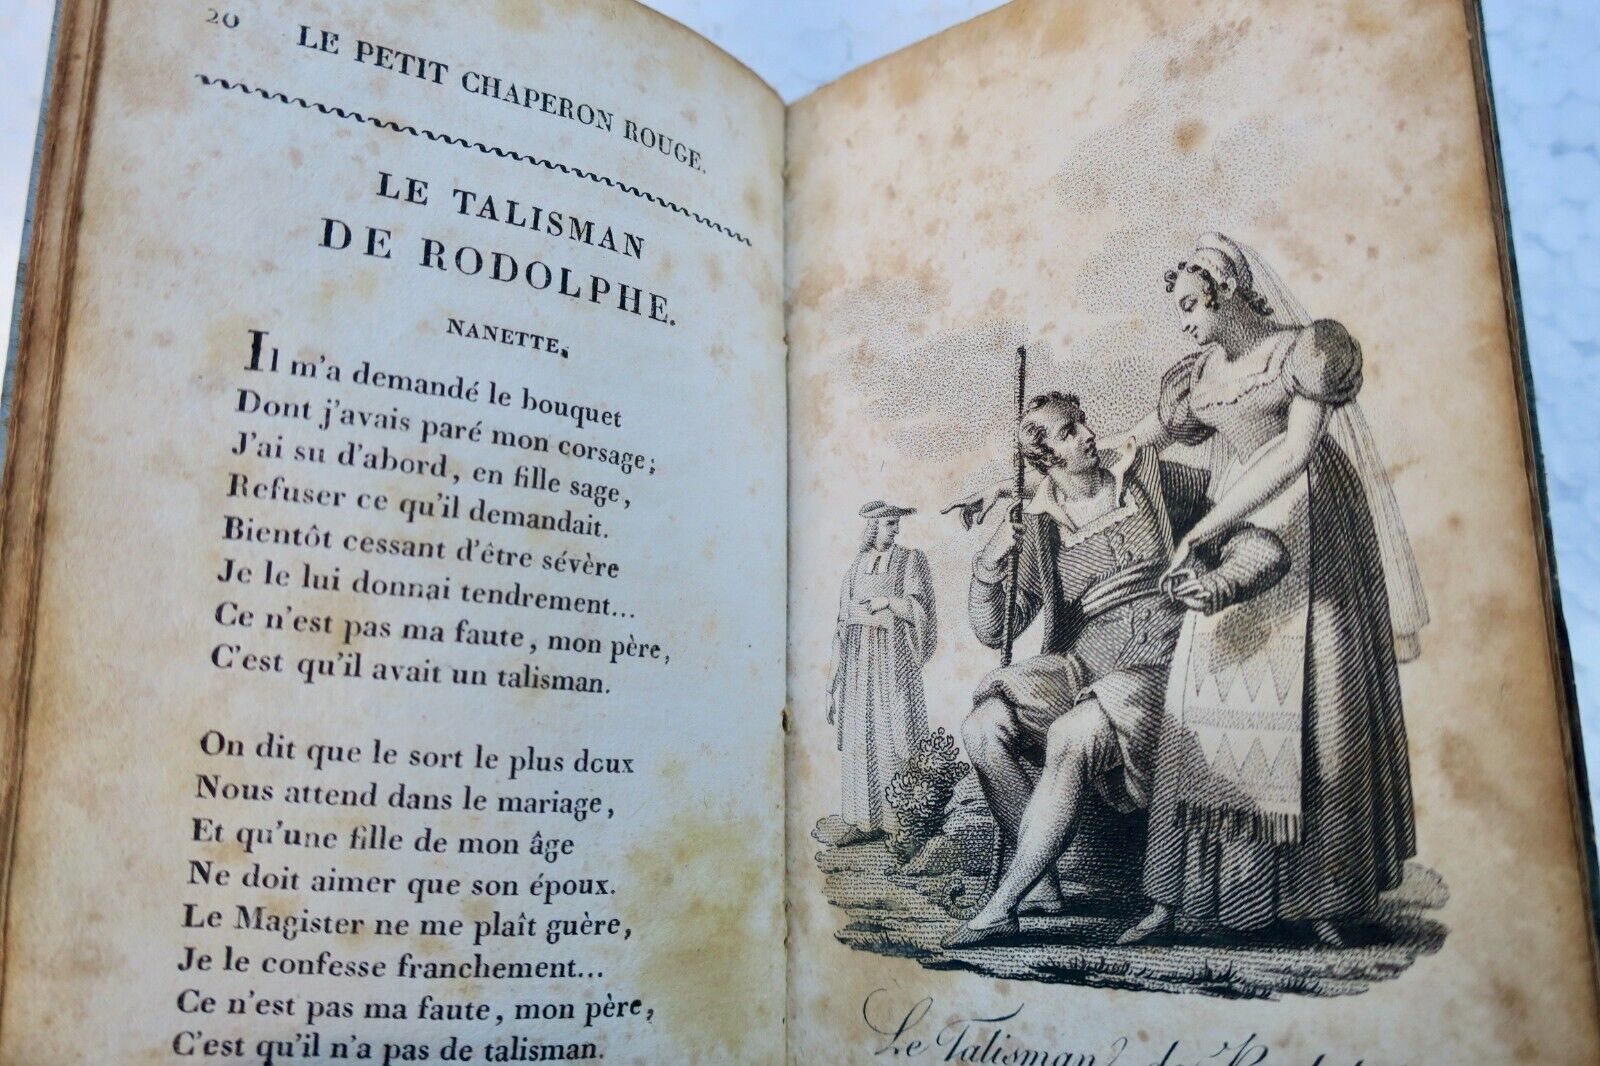 20
LE PETIT CHAPERON ROUGE.
LE TALISMAN
DE RODOLPHE.
NANETTE.
Il m'a demandé le bouquet
Dont j'avais paré mon corsage;
J'ai su d'abord, en fille sage,
Refuser ce qu'il demandait.
Bientôt cessant d'être sévère
Je le lui donnai tendrement...
Ce n'est pas ma faute, mon père,
C'est qu'il avait un talisman.
On dit que le sort le plus doux
Nous attend dans le mariage,
Et qu'une fille de mon âge
Ne doit aimer que son époux.
Le Magister ne me plaît guère,
Je le confesse franchement...
Ce n'est pas ma faute, mon père,
C'est qu'il n'a pas de talisman.
Le Talisman de